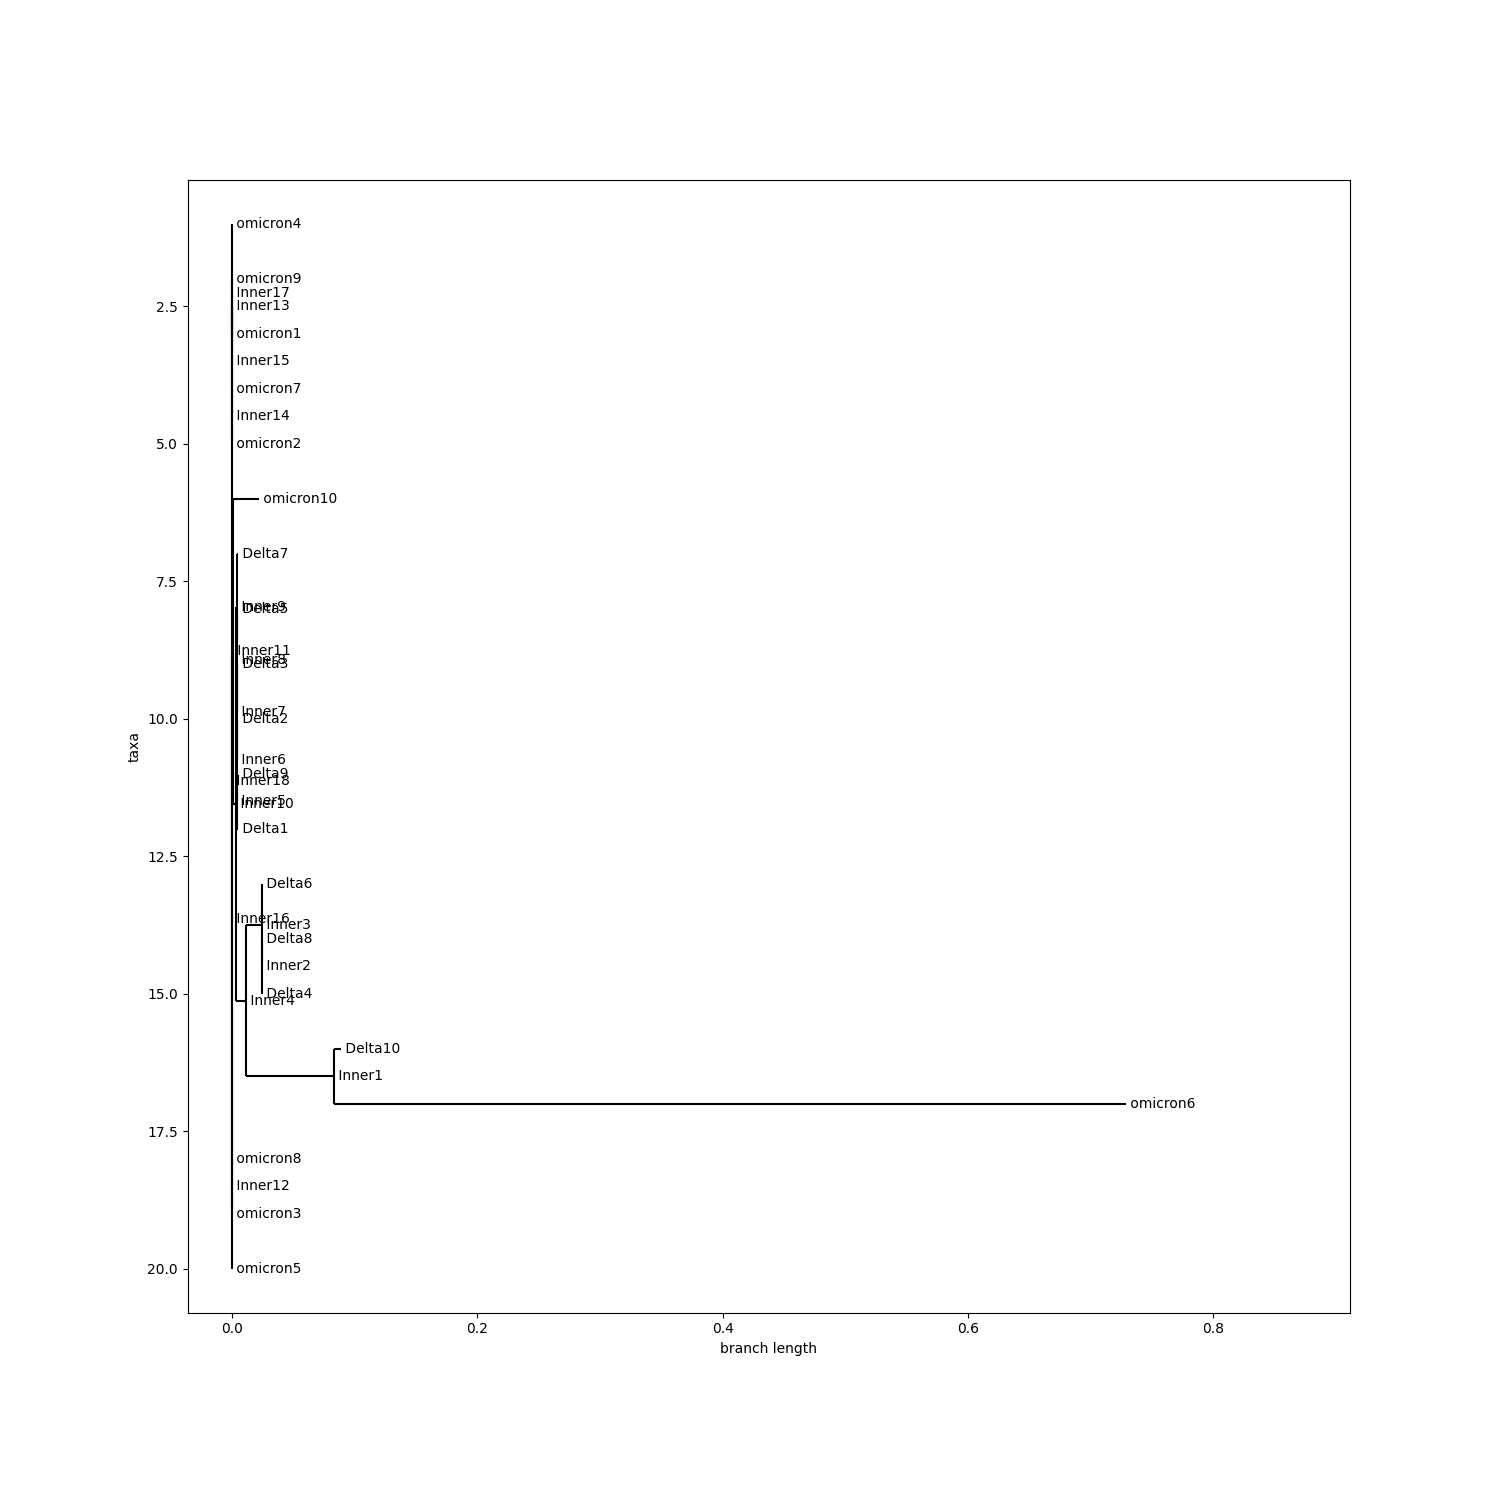 omicron4
omicron9
Inner17
2.5
Inner13
omicron1
Inner15
omicron7
Inner14
5.0
omicron2
omicron10
Delta7
7.5
Inner9
Delta5
Inner11
Inner8
Delta3
Inner7
10.0
Delta2
taxa
Inner6
Delta9
Inner18
Inner5
Inner10
Delta1
12.5
Delta6
Inner16
Inner3
Delta8
Inner2
15.0
Delta4
Inner4
Delta10
Inner1
omicron6
17.5
omicron8
Inner12
omicron3
20.0
omicron5
0.0 0.2 0.4 0.6 0.8
branch length